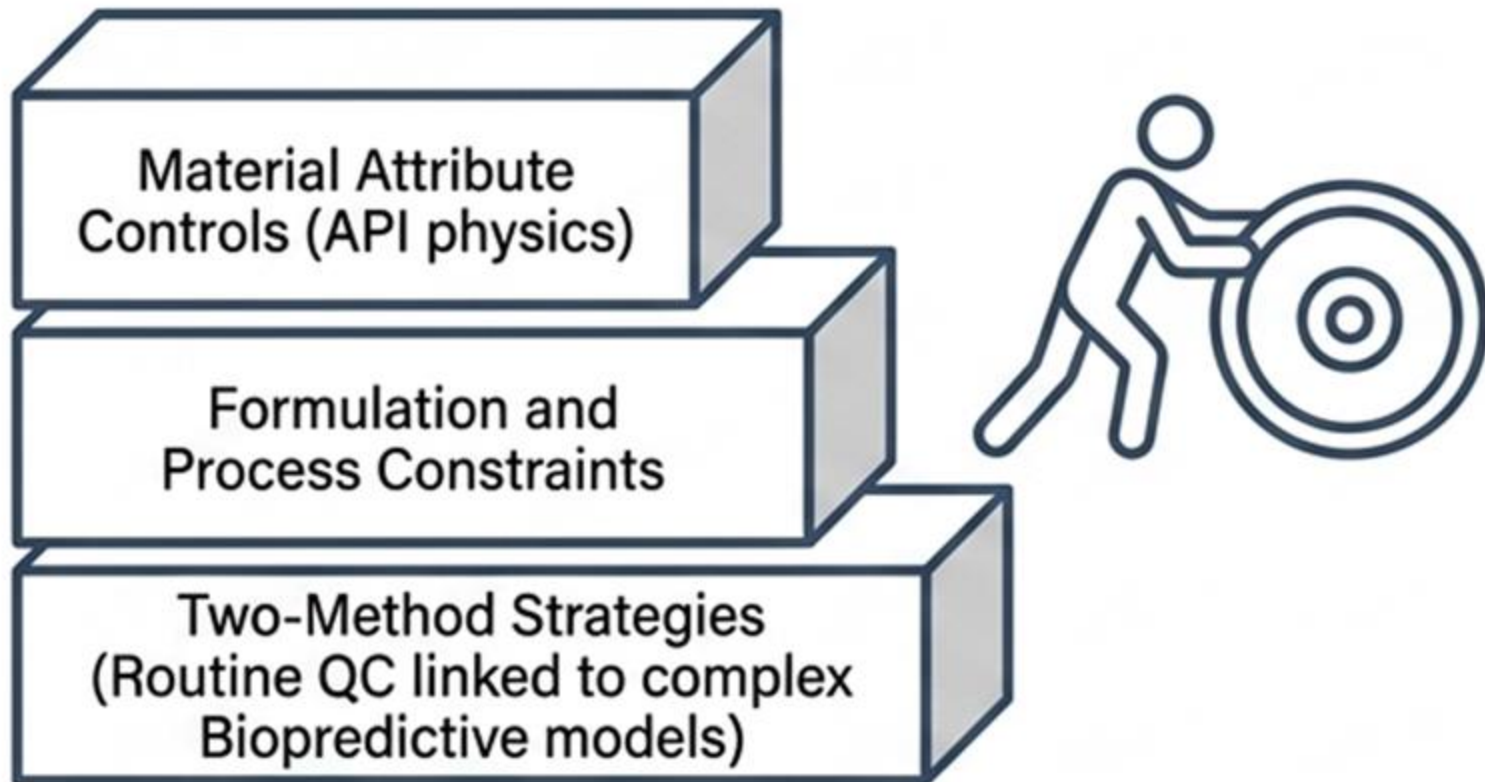 Material Attribute
Controls (API physics)
Formulation and
Process Constraints
Two-Method Strategies
(Routine QC linked to complex
Biopredictive models)